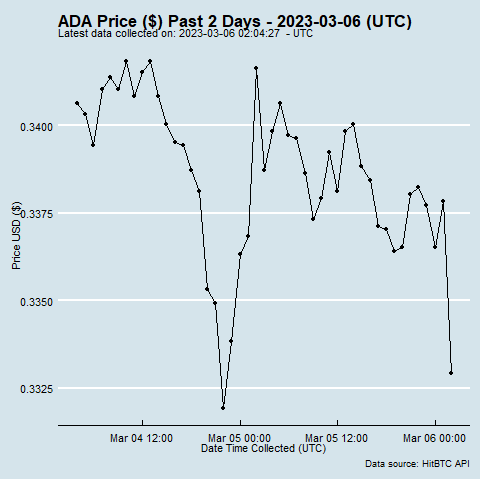 ADA Price ($) Past 2 Days - 2023-03-06 (UTC)
Latest data collected on: 2023-03-06 02:04:27  - UTC
Price USD ($)
0.3400
0.3375
0.3350
0.3325
Mar 04 12:00
Mar 05 00:00
Mar 05 12:00
Mar 06 00:00
Date Time Collected (UTC)
Data source: HitBTC API